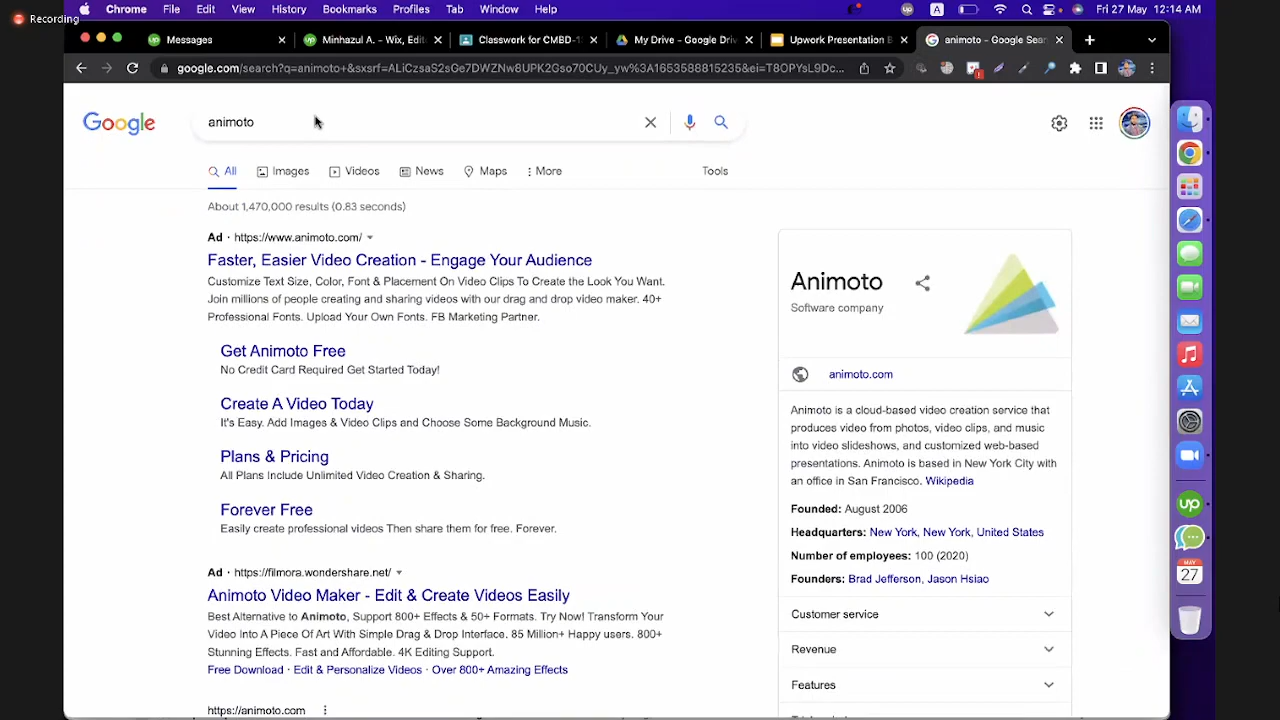 Recording
Chrome File Edit View History Bookmarks Profiles Tab Window Help
A Fri 27 May 12:14 AM
Messages
Minhazul A. – Wix, Edit
Classwork for CMBD-1
My Drive – Google Driv
Upwork Presentation B
animoto - Google Sear
google.com/search?q=animoto+&sxsrf=ALiCzsaS2sGe7DWZNw8UPK2Gso70CUy_yw%3A1653588815235&ei=T8OPYsL9Dc...
Google
animoto
All Images Videos News Maps More Tools
About 1,470,000 results (0.83 seconds)
Ad · https://www.animoto.com/
Faster, Easier Video Creation - Engage Your Audience
Customize Text Size, Color, Font & Placement On Video Clips To Create the Look You Want.
Join millions of people creating and sharing videos with our drag and drop video maker. 40+
Professional Fonts. Upload Your Own Fonts. FB Marketing Partner.
Get Animoto Free
No Credit Card Required Get Started Today!
Create A Video Today
It's Easy. Add Images & Video Clips and Choose Some Background Music.
Plans & Pricing
All Plans Include Unlimited Video Creation & Sharing.
Forever Free
Easily create professional videos Then share them for free. Forever.
Ad · https://filmora.wondershare.net/
Animoto Video Maker - Edit & Create Videos Easily
Best Alternative to Animoto, Support 800+ Effects & 50+ Formats. Try Now! Transform Your
Video Into A Piece Of Art With Simple Drag & Drop Interface. 85 Million+ Happy users. 800+
Stunning Effects. Fast and Affordable. 4K Editing Support.
Free Download · Edit & Personalize Videos · Over 800+ Amazing Effects
https://animoto.com
Animoto
Software company
animoto.com
Animoto is a cloud-based video creation service that
produces video from photos, video clips, and music
into video slideshows, and customized web-based
presentations. Animoto is based in New York City with
an office in San Francisco. Wikipedia
Founded: August 2006
Headquarters: New York, New York, United States
Number of employees: 100 (2020)
Founders: Brad Jefferson, Jason Hsiao
Customer service
Revenue
Features
up
MAY
27